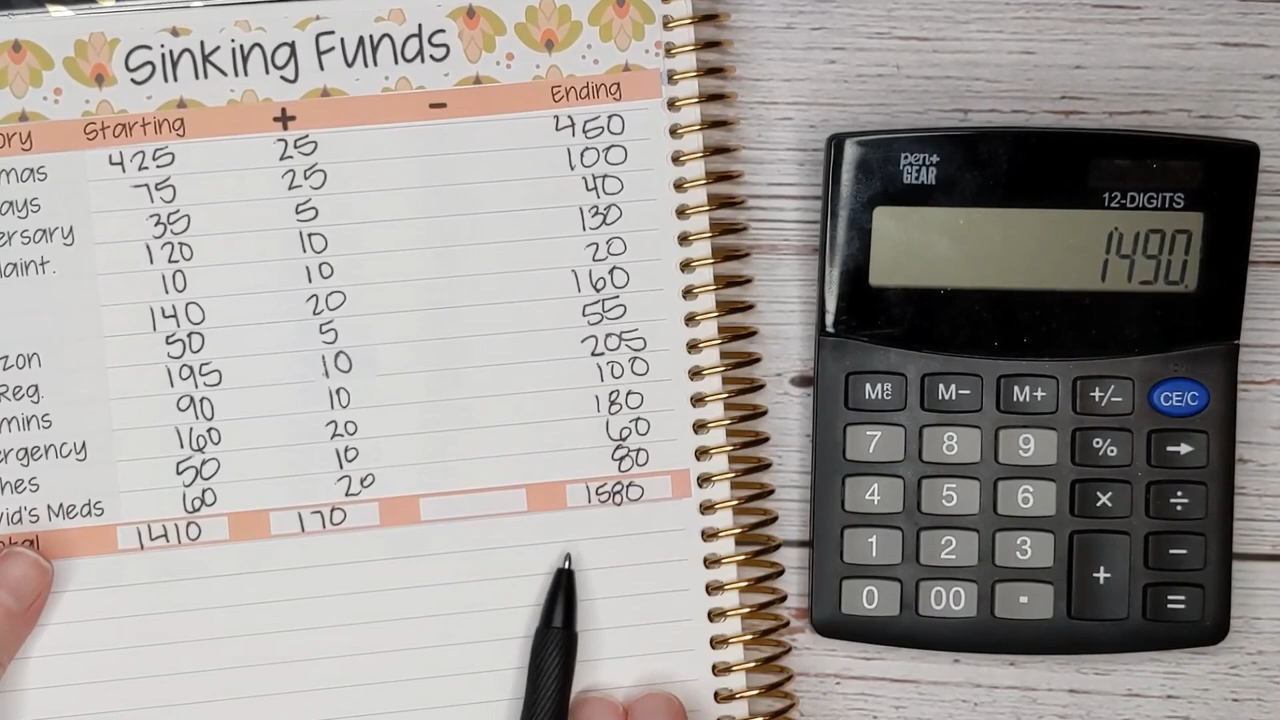 Sinking Funds
ory Starting + - Ending
mas 425 25 450
ays 75 25 100
ersary 35 5 40
aint. 120 10 130
10 10 20
140 20 160
zon 50 5 55
Reg. 195 10 205
mins 90 10 100
ergency 160 20 180
hes 50 10 60
vid's Meds 60 20 80
1410 170 1580
pen+
GEAR
12-DIGITS
1490.
MRC M- M+ +/- CE/C
7 8 9 % →
4 5 6 × ÷
1 2 3 + -
0 00 . =